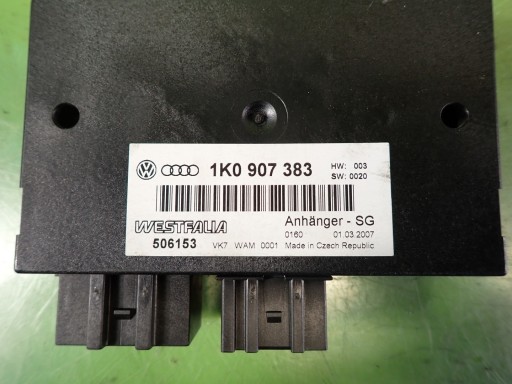 1K0 907 383
HW: 003
SW: 0020
WESTFALIA
506153
Anhänger - SG
0160 01.03.2007
VK7 WAM 0001 Made in Czech Republic